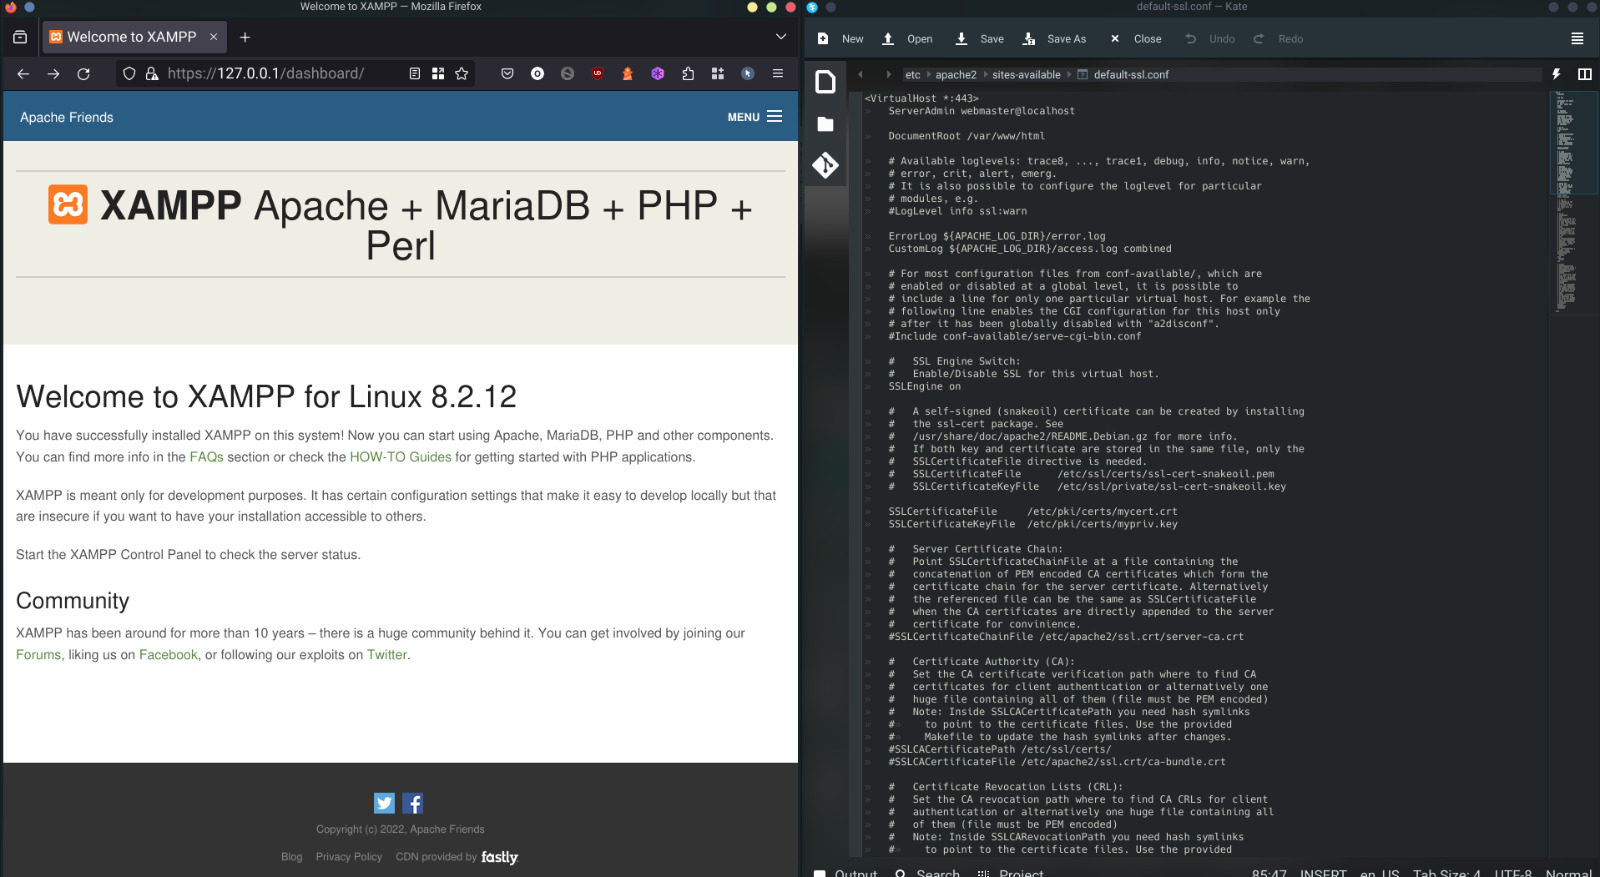 Welcome to XAMPP — Mozilla Firefox
Welcome to XAMPP
https://127.0.0.1/dashboard/
Apache Friends
MENU
XAMPP Apache + MariaDB + PHP +
Perl
Welcome to XAMPP for Linux 8.2.12
You have successfully installed XAMPP on this system! Now you can start using Apache, MariaDB, PHP and other components.
You can find more info in the FAQs section or check the HOW-TO Guides for getting started with PHP applications.
XAMPP is meant only for development purposes. It has certain configuration settings that make it easy to develop locally but that
are insecure if you want to have your installation accessible to others.
Start the XAMPP Control Panel to check the server status.
Community
XAMPP has been around for more than 10 years – there is a huge community behind it. You can get involved by joining our
Forums, liking us on Facebook, or following our exploits on Twitter.
Copyright (c) 2022, Apache Friends
Blog Privacy Policy CDN provided by fastly
default-ssl.conf — Kate
New Open Save Save As Close Undo Redo
etc apache2 sites-available default-ssl.conf
<VirtualHost *:443>
ServerAdmin webmaster@localhost
DocumentRoot /var/www/html
# Available loglevels: trace8, ..., trace1, debug, info, notice, warn,
# error, crit, alert, emerg.
# It is also possible to configure the loglevel for particular
# modules, e.g.
#LogLevel info ssl:warn
ErrorLog ${APACHE_LOG_DIR}/error.log
CustomLog ${APACHE_LOG_DIR}/access.log combined
# For most configuration files from conf-available/, which are
# enabled or disabled at a global level, it is possible to
# include a line for only one particular virtual host. For example the
# following line enables the CGI configuration for this host only
# after it has been globally disabled with "a2disconf".
#Include conf-available/serve-cgi-bin.conf
# SSL Engine Switch:
# Enable/Disable SSL for this virtual host.
SSLEngine on
# A self-signed (snakeoil) certificate can be created by installing
# the ssl-cert package. See
# /usr/share/doc/apache2/README.Debian.gz for more info.
# If both key and certificate are stored in the same file, only the
# SSLCertificateFile directive is needed.
# SSLCertificateFile /etc/ssl/certs/ssl-cert-snakeoil.pem
# SSLCertificateKeyFile /etc/ssl/private/ssl-cert-snakeoil.key
SSLCertificateFile /etc/pki/certs/mycert.crt
SSLCertificateKeyFile /etc/pki/certs/mypriv.key
# Server Certificate Chain:
# Point SSLCertificateChainFile at a file containing the
# concatenation of PEM encoded CA certificates which form the
# certificate chain for the server certificate. Alternatively
# the referenced file can be the same as SSLCertificateFile
# when the CA certificates are directly appended to the server
# certificate for convinience.
#SSLCertificateChainFile /etc/apache2/ssl.crt/server-ca.crt
# Certificate Authority (CA):
# Set the CA certificate verification path where to find CA
# certificates for client authentication or alternatively one
# huge file containing all of them (file must be PEM encoded)
# Note: Inside SSLCACertificatePath you need hash symlinks
# to point to the certificate files. Use the provided
# Makefile to update the hash symlinks after changes.
#SSLCACertificatePath /etc/ssl/certs/
#SSLCACertificateFile /etc/apache2/ssl.crt/ca-bundle.crt
# Certificate Revocation Lists (CRL):
# Set the CA revocation path where to find CA CRLs for client
# authentication or alternatively one huge file containing all
# of them (file must be PEM encoded)
# Note: Inside SSLCARevocationPath you need hash symlinks
# to point to the certificate files. Use the provided
Output Search Project 85:47 INSERT en_US Tab Size: 4 UTF-8 Normal